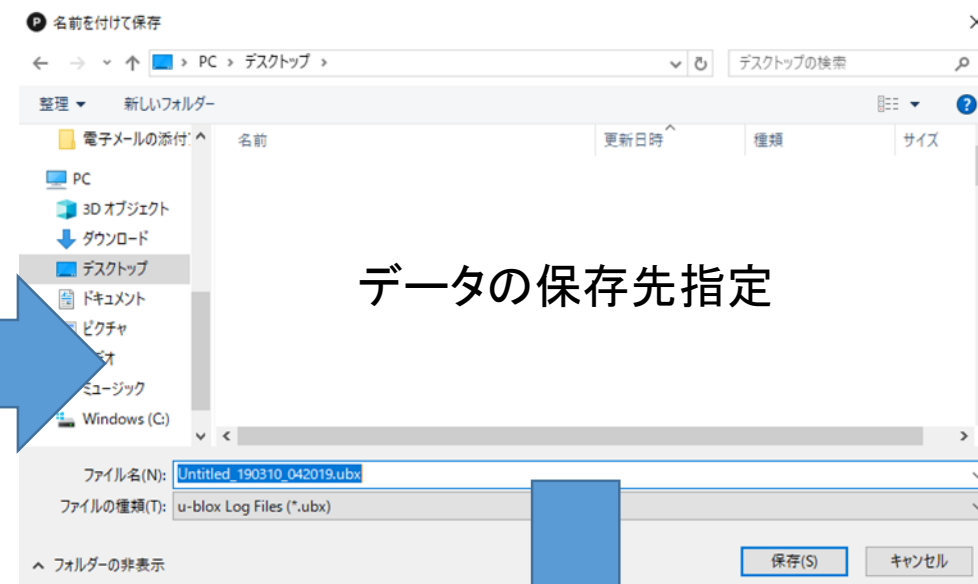 名前を付けて保存
PC › デスクトップ ›
デスクトップの検索
整理
新しいフォルダー
名前 更新日時 種類 サイズ
電子メールの添付
PC
3D オブジェクト
ダウンロード
デスクトップ
ドキュメント
ピクチャ
ミュージック
Windows (C:)
データの保存先指定
ファイル名(N): Untitled_190310_042019.ubx
ファイルの種類(T): u-blox Log Files (*.ubx)
フォルダーの非表示
保存(S) キャンセル